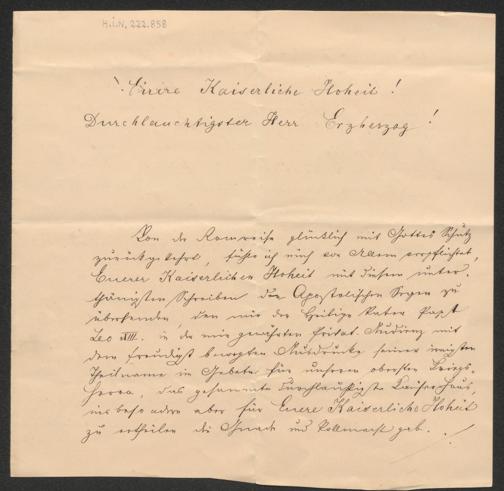 H.I.N. 222.858
Euere Kaiserliche Hoheit!
Durchlauchtigster Herr Erzherzog!
Von der Romreise glücklich mit Gottes Schutz
zurückgekehrt, fühle ich mich vor Allem verpflichtet,
Euerer Kaiserlichen Hoheit mit diesem unter-
thänigsten Schreiben den Apostolischen Segen zu
übersenden, den mir der Heilige Vater Papst
Leo XIII. in der mir gewährten Privat-Audienz mit
dem freudigst bewegten Ausdrucke seiner innigsten
Theilname im Gebete für unseren obersten Kriegs-
herrn, das gesammte durchlauchtigste Kaiserhaus,
insbesondere aber für Euere Kaiserliche Hoheit
zu ertheilen die Gnade und Vollmacht gab.